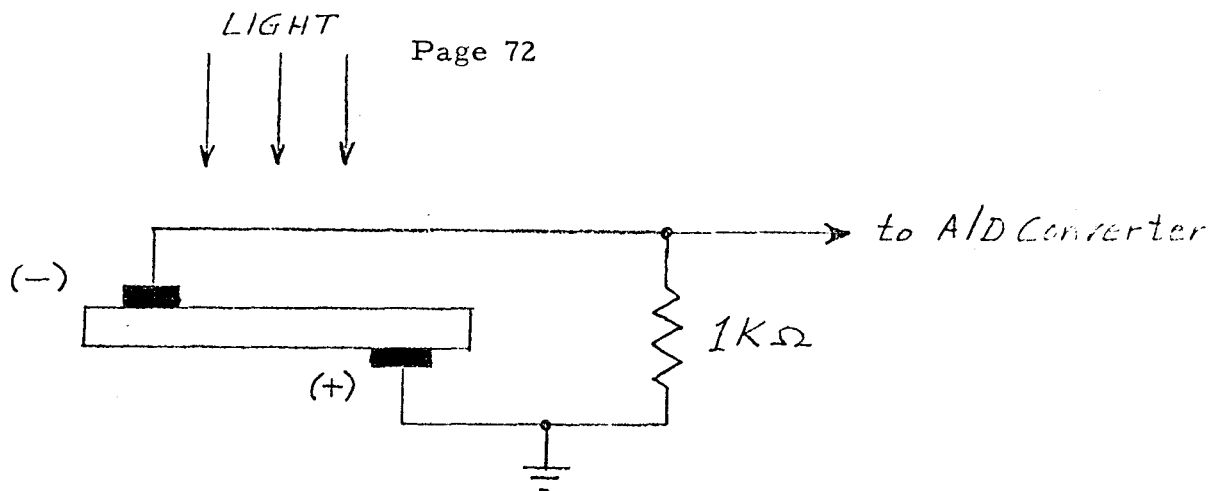 LIGHT
Page 72
to A/D Converter
(-)
1KΩ
(+)